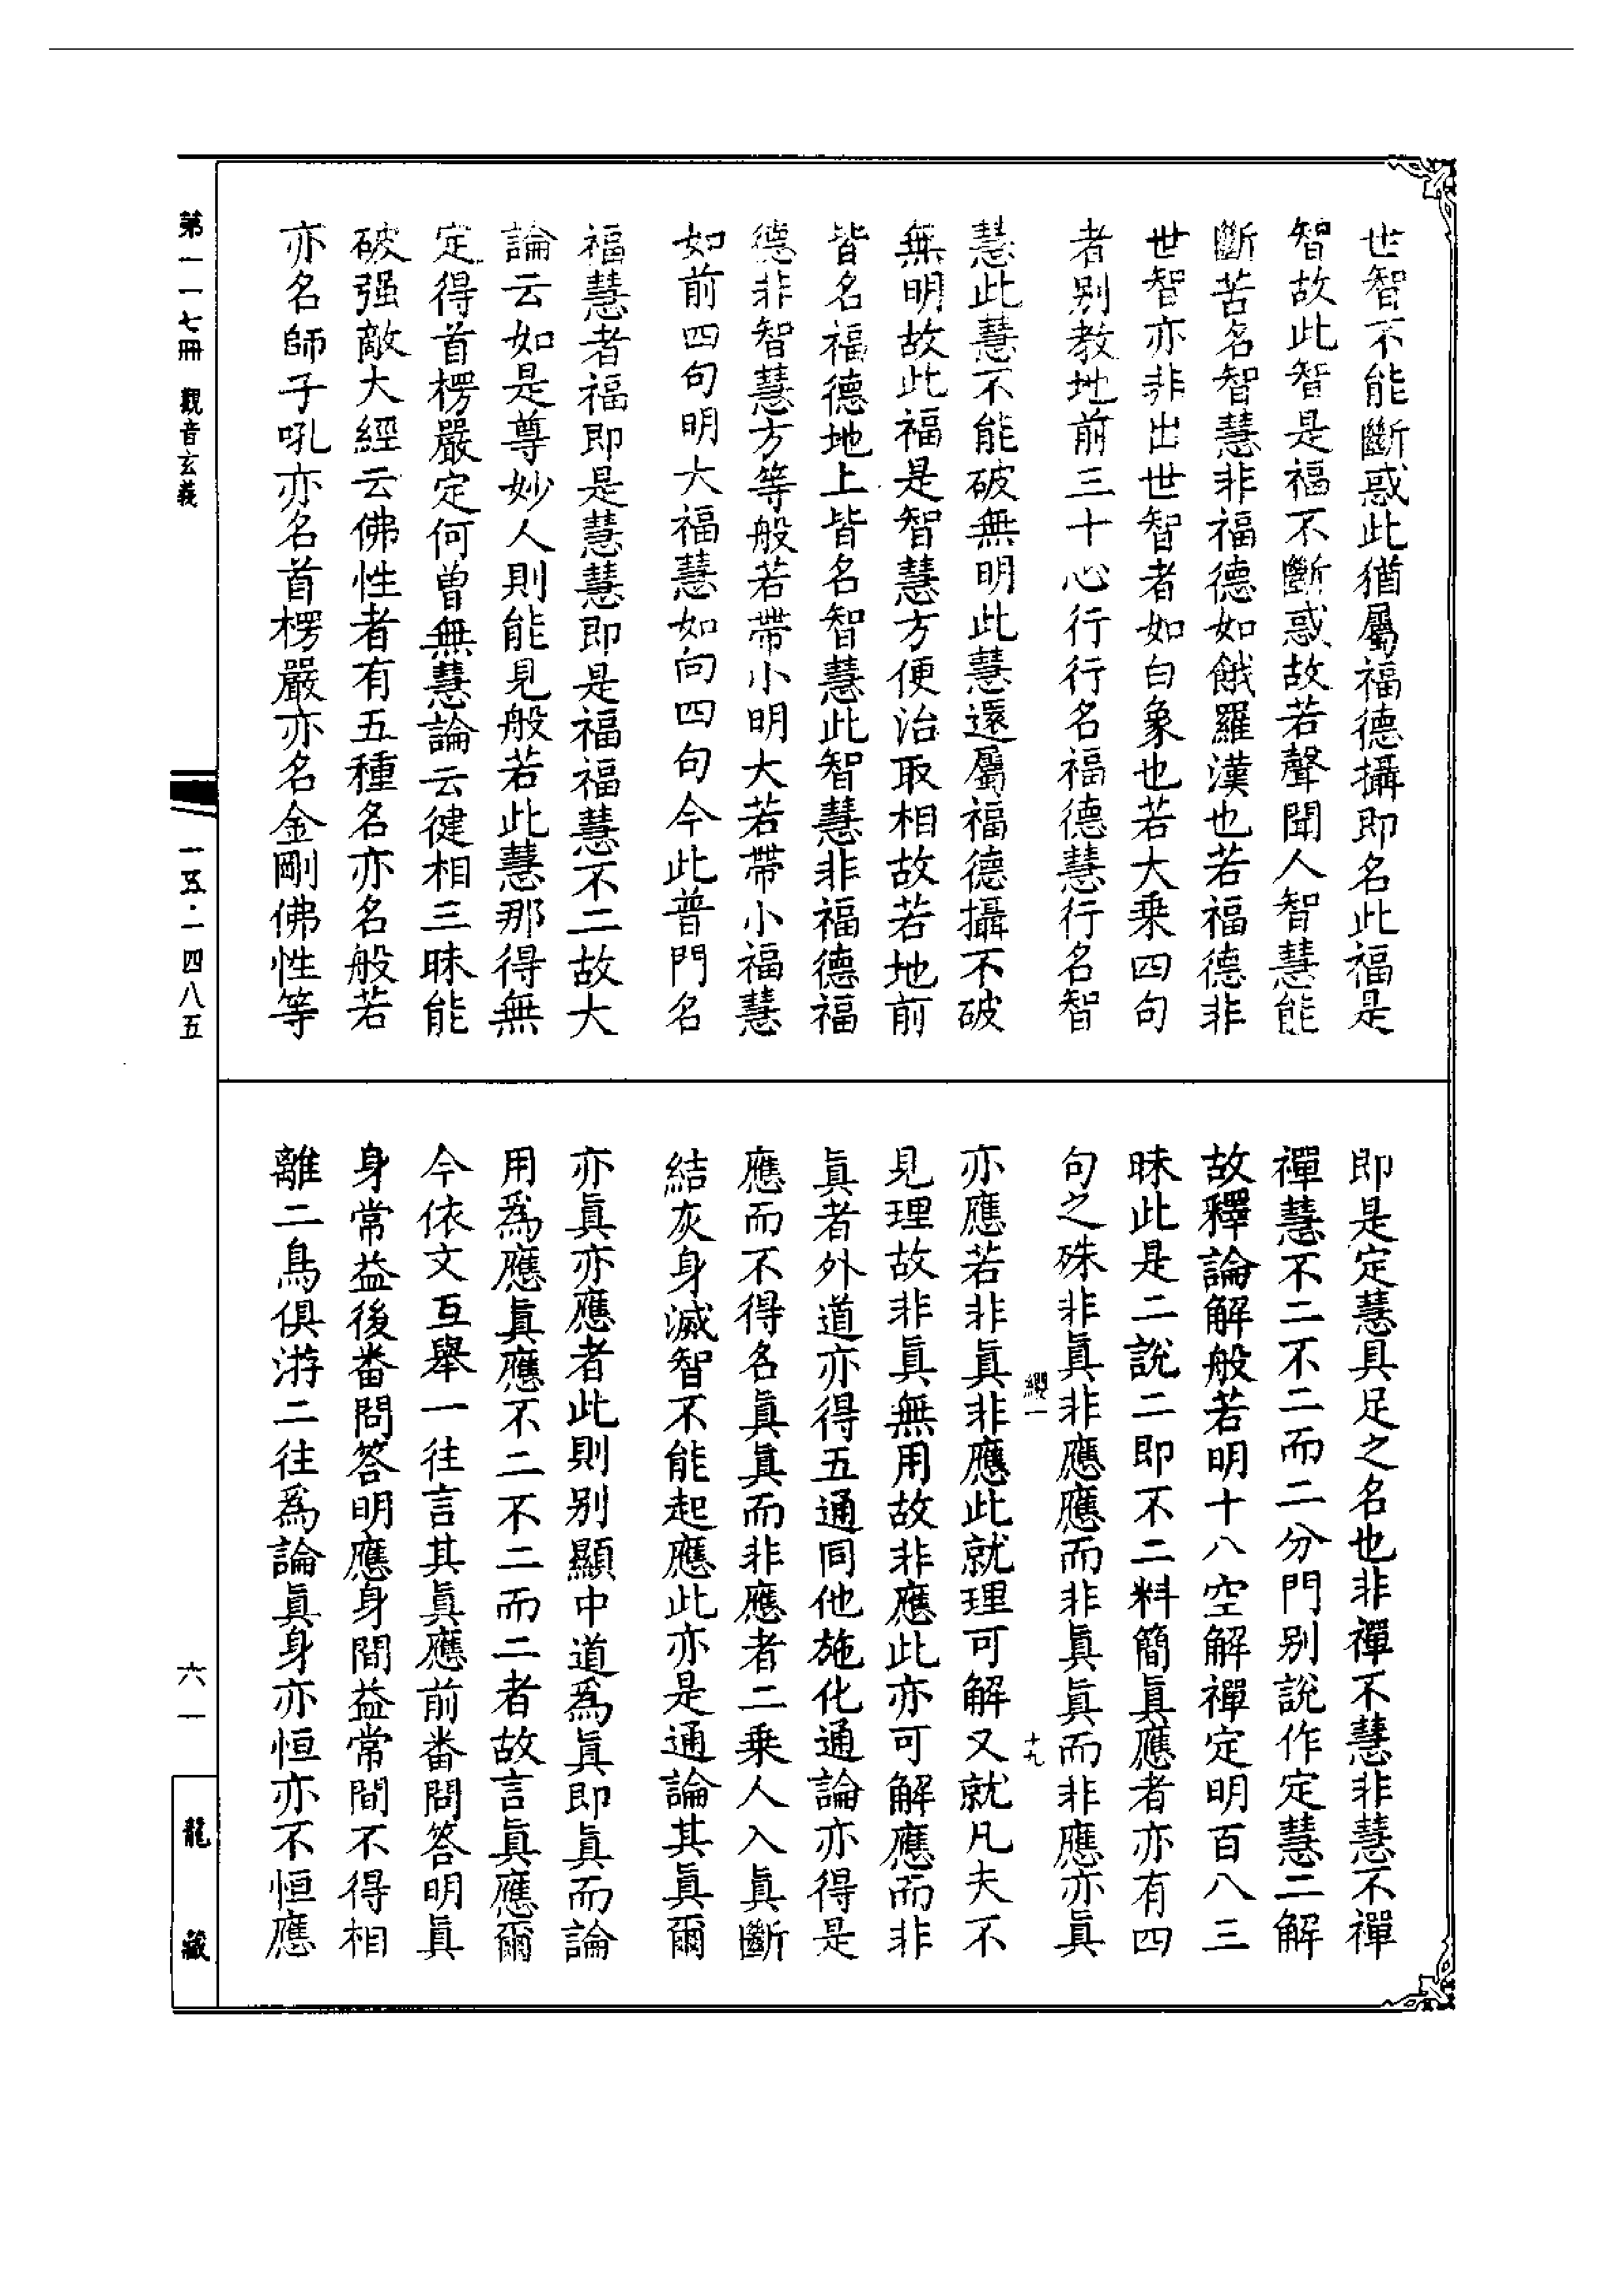 世智不能斷惑此猶屬福德攝即名此福是
智故此智是福不斷惑故若聲聞人智慧能
斷苦名智慧非福德如餓羅漢也若福德非
世智亦非出世智者如白象也若大乘四句
者别教地前三十心行行名福德慧行名智
慧此慧不能破無明此慧還屬福德攝不破
無明故此福是智慧方便治取相故若地前
皆名福德地上皆名智慧此智慧非福德福
德非智慧方等般若帶小明大若帶小福慧
如前四句明大福慧如向四句今此普門名
福慧者福即是慧慧即是福福慧不二故大
論云如是尊妙人則能見般若此慧那得無
定得首楞嚴定何曾無慧論云健相三昧能
破强敵大經云佛性者有五種名亦名般若
亦名師子吼亦名首楞嚴亦名金剛佛性等
即是定慧具足之名也非禪不慧非慧不禪
禪慧不二不二而二分門别說作定慧二解
故釋論解般若明十八空解禪定明百八三
昧此是二說二即不二料簡眞應者亦有四
句之殊非眞非應應而非眞眞而非應亦眞
亦應若非眞非應此就理可解又就凡夫不
見理故非眞無用故非應此亦可解應而非
眞者外道亦得五通同他施化通論亦得是
應而不得名眞眞而非應者二乘人入眞斷
結灰身滅智不能起應此亦是通論其眞爾
亦眞亦應者此則别顯中道爲眞即眞而論
用爲應眞應不二不二而二者故言眞應爾
今依文互舉一往言其眞應前番問答明眞
身常益後番問答明應身間益常間不得相
離二鳥俱游二往爲論眞身亦恒亦不恒應
纓一
十九
第一一七冊 觀音玄義
一五·一四八五
六一
龍藏